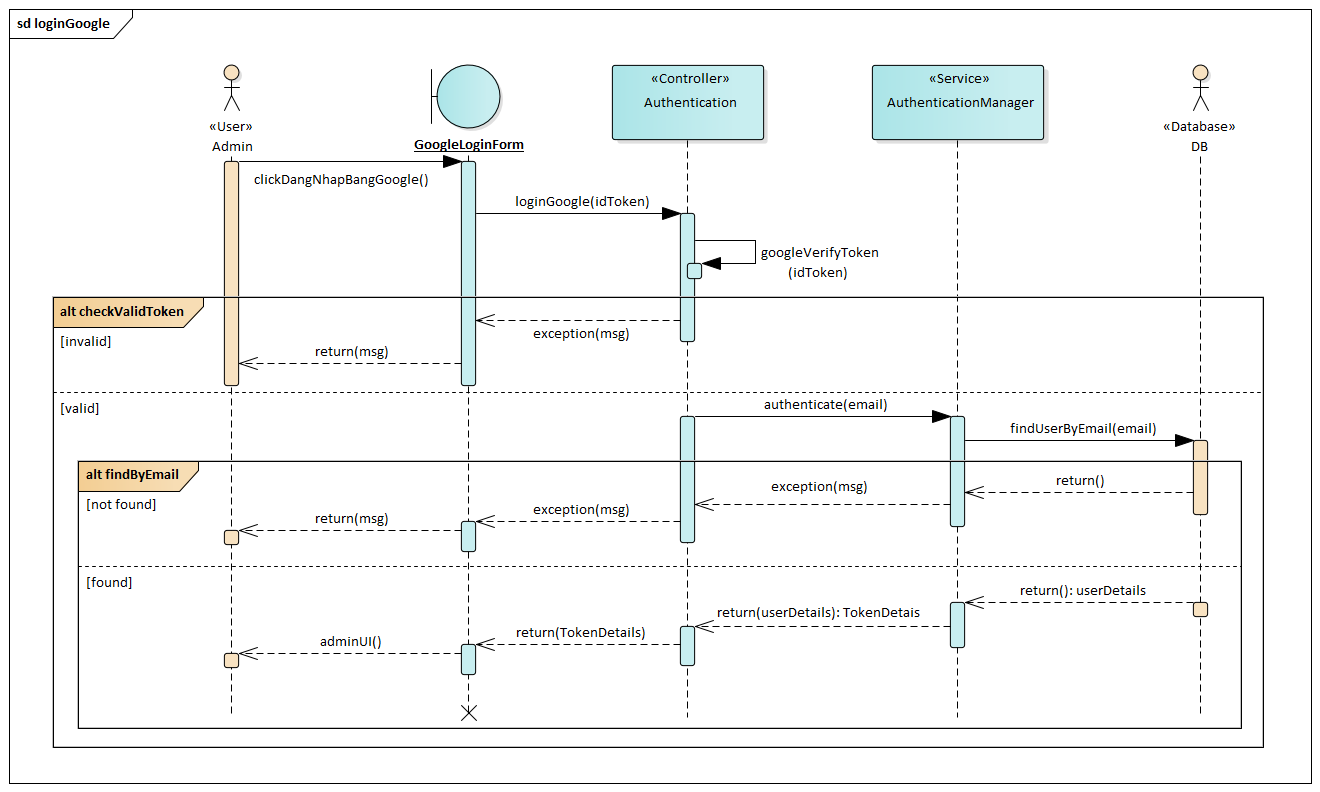 sd loginGoogle
«User»
Admin
GoogleLoginForm
«Controller»
Authentication
«Service»
AuthenticationManager
«Database»
DB
clickDangNhapBangGoogle()
loginGoogle(idToken)
googleVerifyToken
(idToken)
alt checkValidToken
[invalid]
exception(msg)
return(msg)
[valid]
authenticate(email)
findUserByEmail(email)
alt findByEmail
[not found]
return()
exception(msg)
exception(msg)
return(msg)
[found]
return(): userDetails
return(userDetails): TokenDetais
return(TokenDetails)
adminUI()